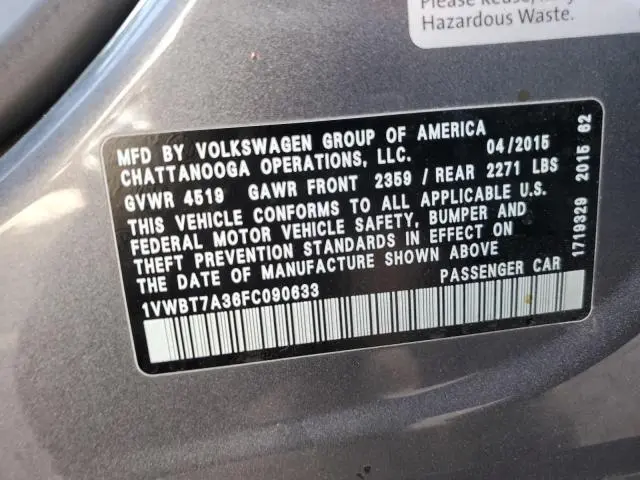 Please Reuse,
Hazardous Waste.
MFD BY VOLKSWAGEN GROUP OF AMERICA
CHATTANOOGA OPERATIONS, LLC. 04/2015
GVWR 4519 GAWR FRONT 2359 / REAR 2271 LBS
THIS VEHICLE CONFORMS TO ALL APPLICABLE U.S.
FEDERAL MOTOR VEHICLE SAFETY, BUMPER AND
THEFT PREVENTION STANDARDS IN EFFECT ON
THE DATE OF MANUFACTURE SHOWN ABOVE
1VWBT7A36FC090633 PASSENGER CAR
1719329 2015 62